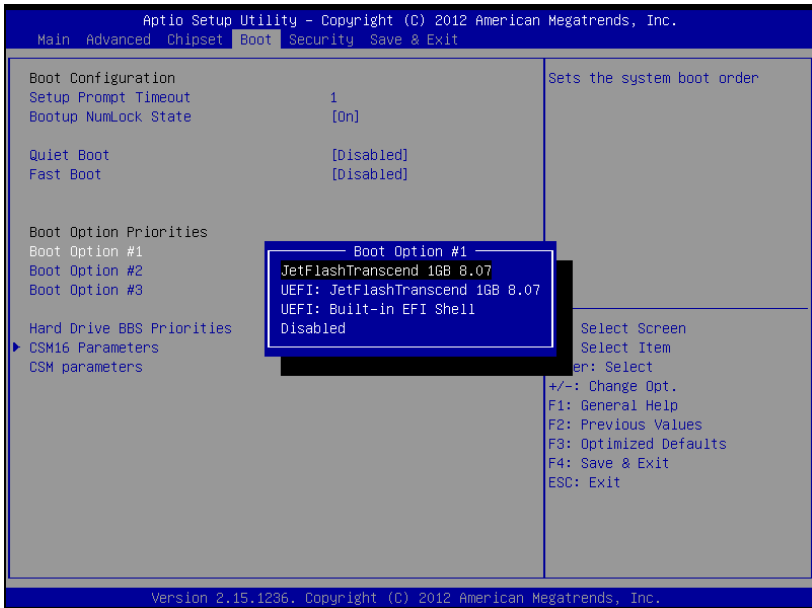 Aptio Setup Utility – Copyright (C) 2012 American Megatrends, Inc.
Main Advanced Chipset Boot Security Save & Exit
Boot Configuration
Setup Prompt Timeout 1
Bootup NumLock State [On]
Quiet Boot [Disabled]
Fast Boot [Disabled]
Boot Option Priorities
Boot Option #1
Boot Option #2
Boot Option #3
Hard Drive BBS Priorities
CSM16 Parameters
CSM parameters
Boot Option #1
JetFlashTranscend 1GB 8.07
UEFI: JetFlashTranscend 1GB 8.07
UEFI: Built-in EFI Shell
Disabled
Sets the system boot order
Select Screen
Select Item
er: Select
+/-: Change Opt.
F1: General Help
F2: Previous Values
F3: Optimized Defaults
F4: Save & Exit
ESC: Exit
Version 2.15.1236. Copyright (C) 2012 American Megatrends, Inc.